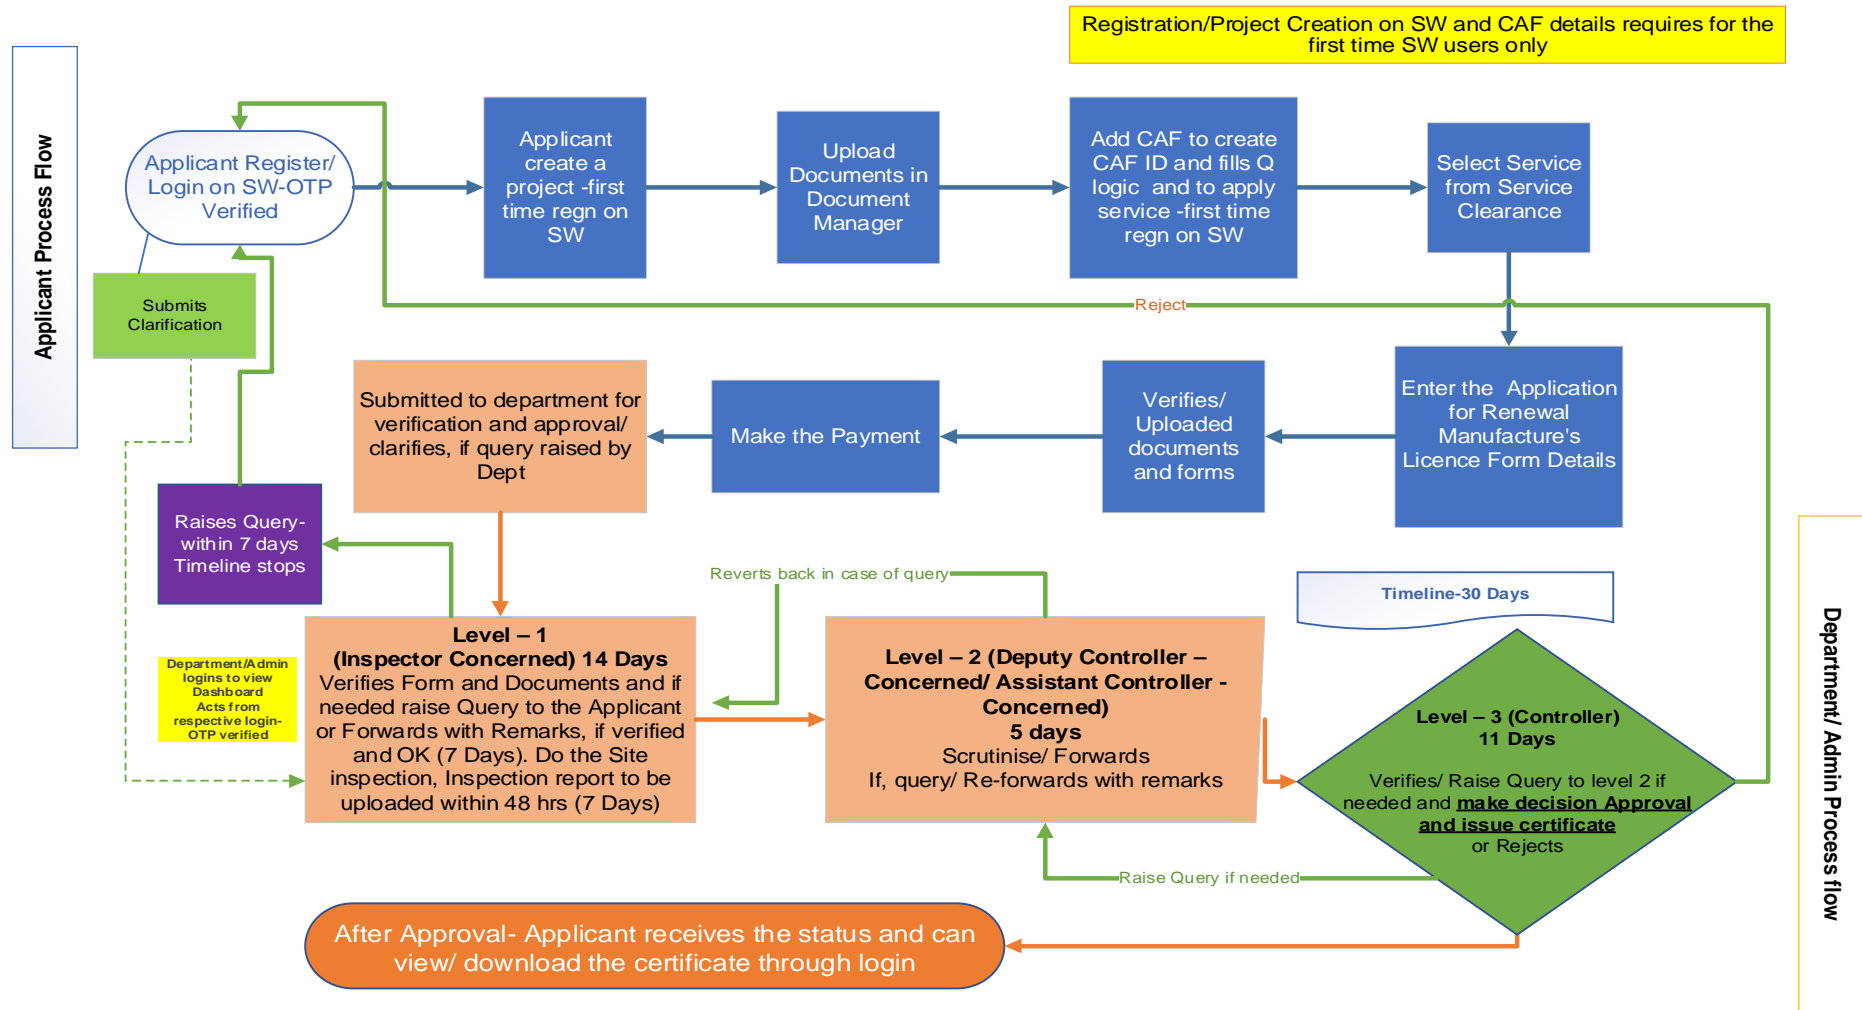 Registration/Project Creation on SW and CAF details requires for the
first time SW users only
Applicant Process Flow
Applicant Register/
Login on SW-OTP
Verified
Applicant
create a
project -first
time regn on
SW
Upload
Documents in
Document
Manager
Add CAF to create
CAF ID and fills Q
logic and to apply
service -first time
regn on SW
Select Service
from Service
Clearance
Submits
Clarification
Reject
Submitted to department for
verification and approval/
clarifies, if query raised by
Dept
Make the Payment
Verifies/
Uploaded
documents
and forms
Enter the Application
for Renewal
Manufacture's
Licence Form Details
Raises Query-
within 7 days
Timeline stops
Reverts back in case of query
Timeline-30 Days
Department/Admin
logins to view
Dashboard
Acts from
respective login-
OTP verified
Level – 1
(Inspector Concerned) 14 Days
Verifies Form and Documents and if
needed raise Query to the Applicant
or Forwards with Remarks, if verified
and OK (7 Days). Do the Site
inspection, Inspection report to be
uploaded within 48 hrs (7 Days)
Level – 2 (Deputy Controller –
Concerned/ Assistant Controller -
Concerned)
5 days
Scrutinise/ Forwards
If, query/ Re-forwards with remarks
Level – 3 (Controller)
11 Days
Verifies/ Raise Query to level 2 if
needed and make decision Approval
and issue certificate
or Rejects
Department/ Admin Process flow
Raise Query if needed
After Approval- Applicant receives the status and can
view/ download the certificate through login